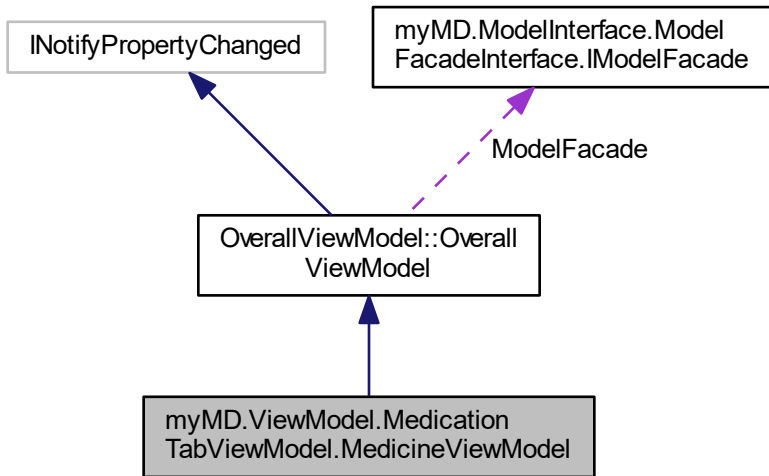 INotifyPropertyChanged
myMD.ModelInterface.Model
FacadeInterface.IModelFacade
ModelFacade
OverallViewModel::Overall
ViewModel
myMD.ViewModel.Medication
TabViewModel.MedicineViewModel